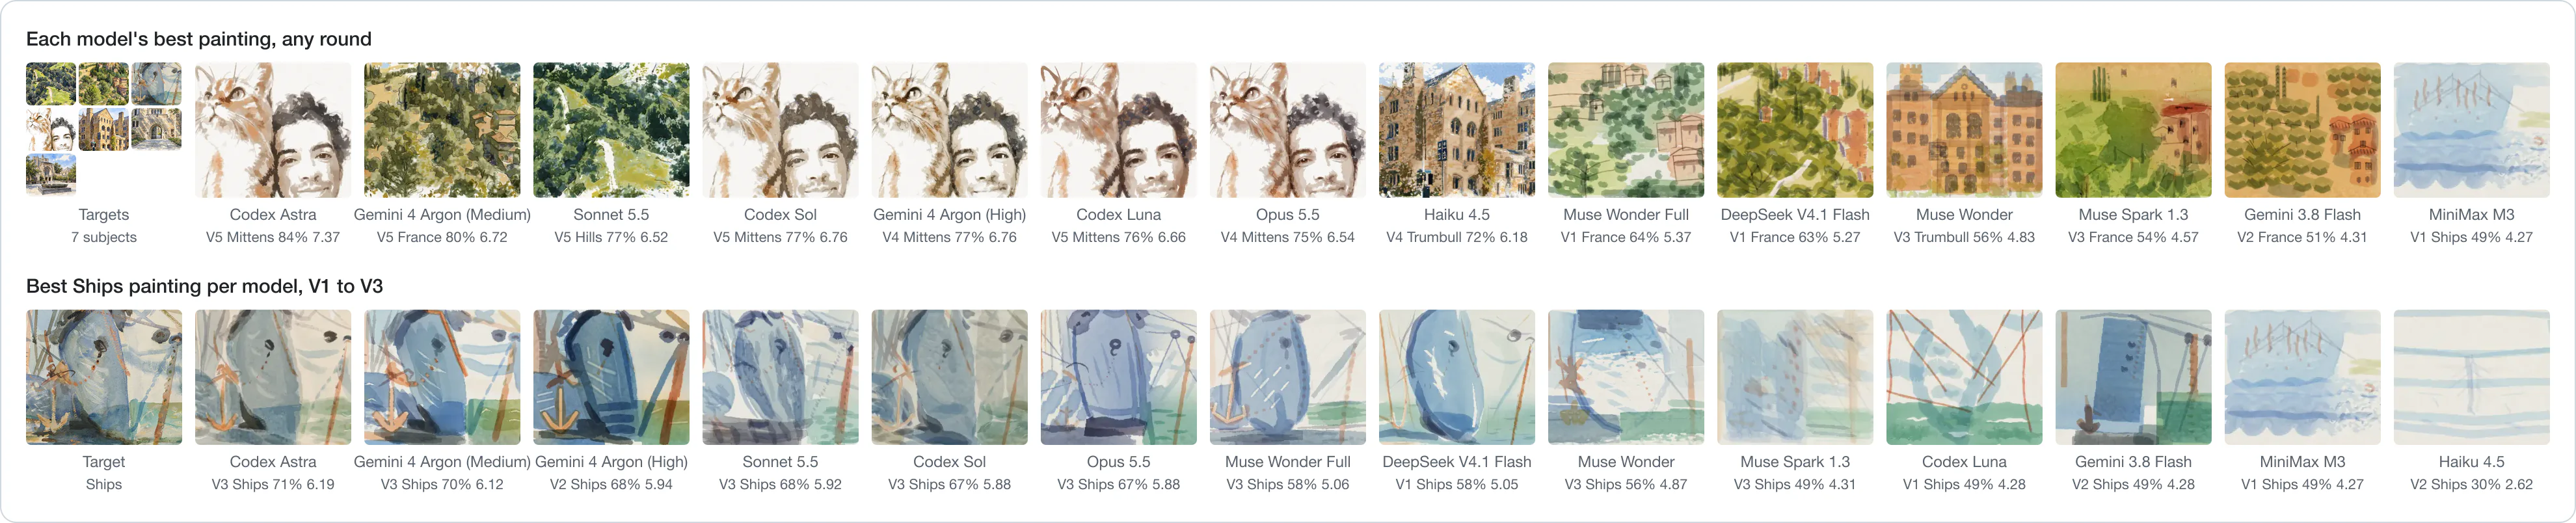 Each model's best painting, any round
Targets
7 subjects
Codex Astra
V5 Mittens 84% 7.37
Gemini 4 Argon (Medium)
V5 France 80% 6.72
Sonnet 5.5
V5 Hills 77% 6.52
Codex Sol
V5 Mittens 77% 6.76
Gemini 4 Argon (High)
V4 Mittens 77% 6.76
Codex Luna
V5 Mittens 76% 6.66
Opus 5.5
V4 Mittens 75% 6.54
Haiku 4.5
V4 Trumbull 72% 6.18
Muse Wonder Full
V1 France 64% 5.37
DeepSeek V4.1 Flash
V1 France 63% 5.27
Muse Wonder
V3 Trumbull 56% 4.83
Muse Spark 1.3
V3 France 54% 4.57
Gemini 3.8 Flash
V2 France 51% 4.31
MiniMax M3
V1 Ships 49% 4.27
Best Ships painting per model, V1 to V3
Target
Ships
Codex Astra
V3 Ships 71% 6.19
Gemini 4 Argon (Medium)
V3 Ships 70% 6.12
Gemini 4 Argon (High)
V2 Ships 68% 5.94
Sonnet 5.5
V3 Ships 68% 5.92
Codex Sol
V3 Ships 67% 5.88
Opus 5.5
V3 Ships 67% 5.88
Muse Wonder Full
V3 Ships 58% 5.06
DeepSeek V4.1 Flash
V1 Ships 58% 5.05
Muse Wonder
V3 Ships 56% 4.87
Muse Spark 1.3
V3 Ships 49% 4.31
Codex Luna
V1 Ships 49% 4.28
Gemini 3.8 Flash
V2 Ships 49% 4.28
MiniMax M3
V1 Ships 49% 4.27
Haiku 4.5
V2 Ships 30% 2.62